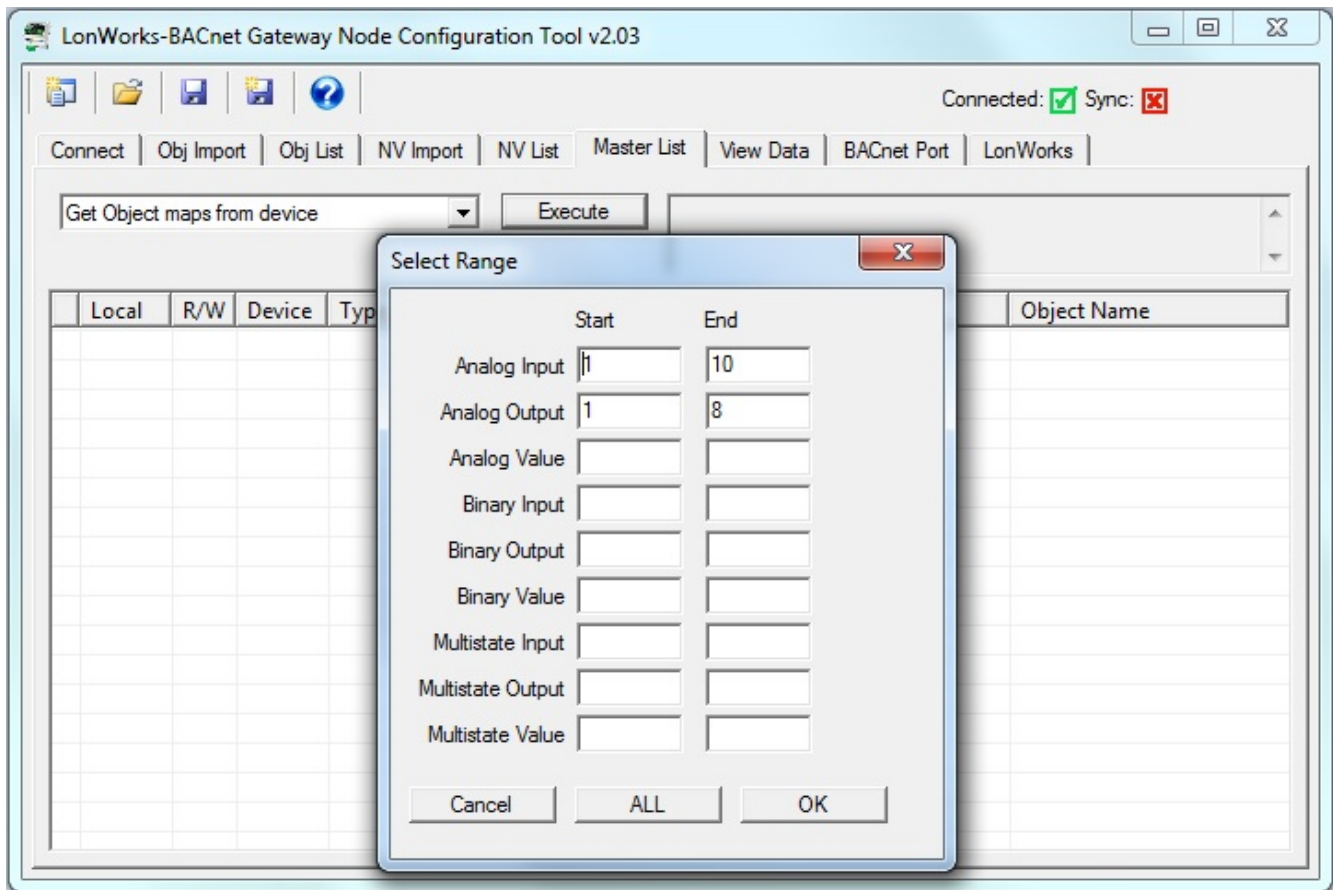 LonWorks-BACnet Gateway Node Configuration Tool v2.03
Connected: Sync:
Connect Obj Import Obj List NV Import NV List Master List View Data BACnet Port LonWorks
Get Object maps from device Execute
Select Range
Local R/W Device Typ Object Name
Start End
Analog Input 1 10
Analog Output 1 8
Analog Value
Binary Input
Binary Output
Binary Value
Multistate Input
Multistate Output
Multistate Value
Cancel ALL OK